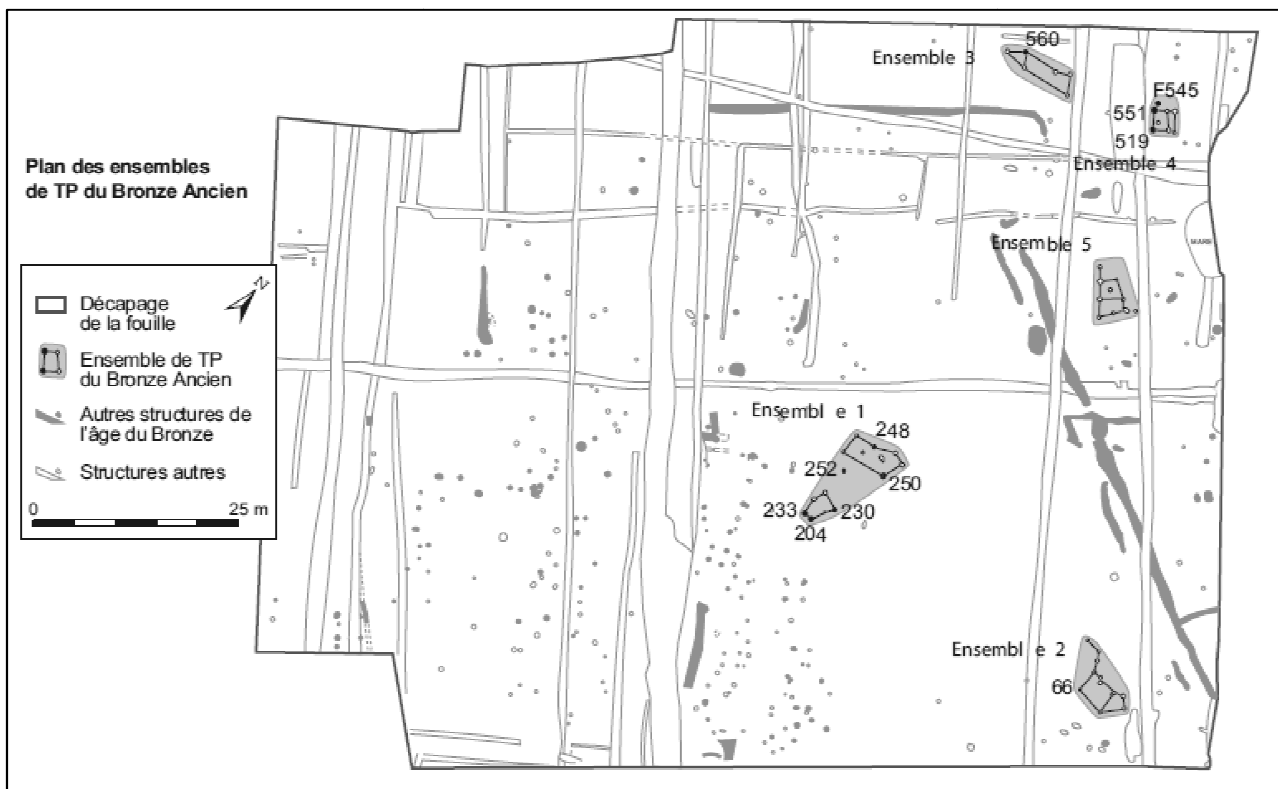 Plan des ensembles
de TP du Bronze Ancien
N
Décapage
de la fouille
Ensemble de TP
du Bronze Ancien
Autres structures de
l'âge du Bronze
Structures autres
0 25 m
Ensemble 3
560
F545
551
519
Ensemble 4
MARE
Ensemble 5
Ensembl e 1
248
252
250
233
230
204
Ensembl e 2
66